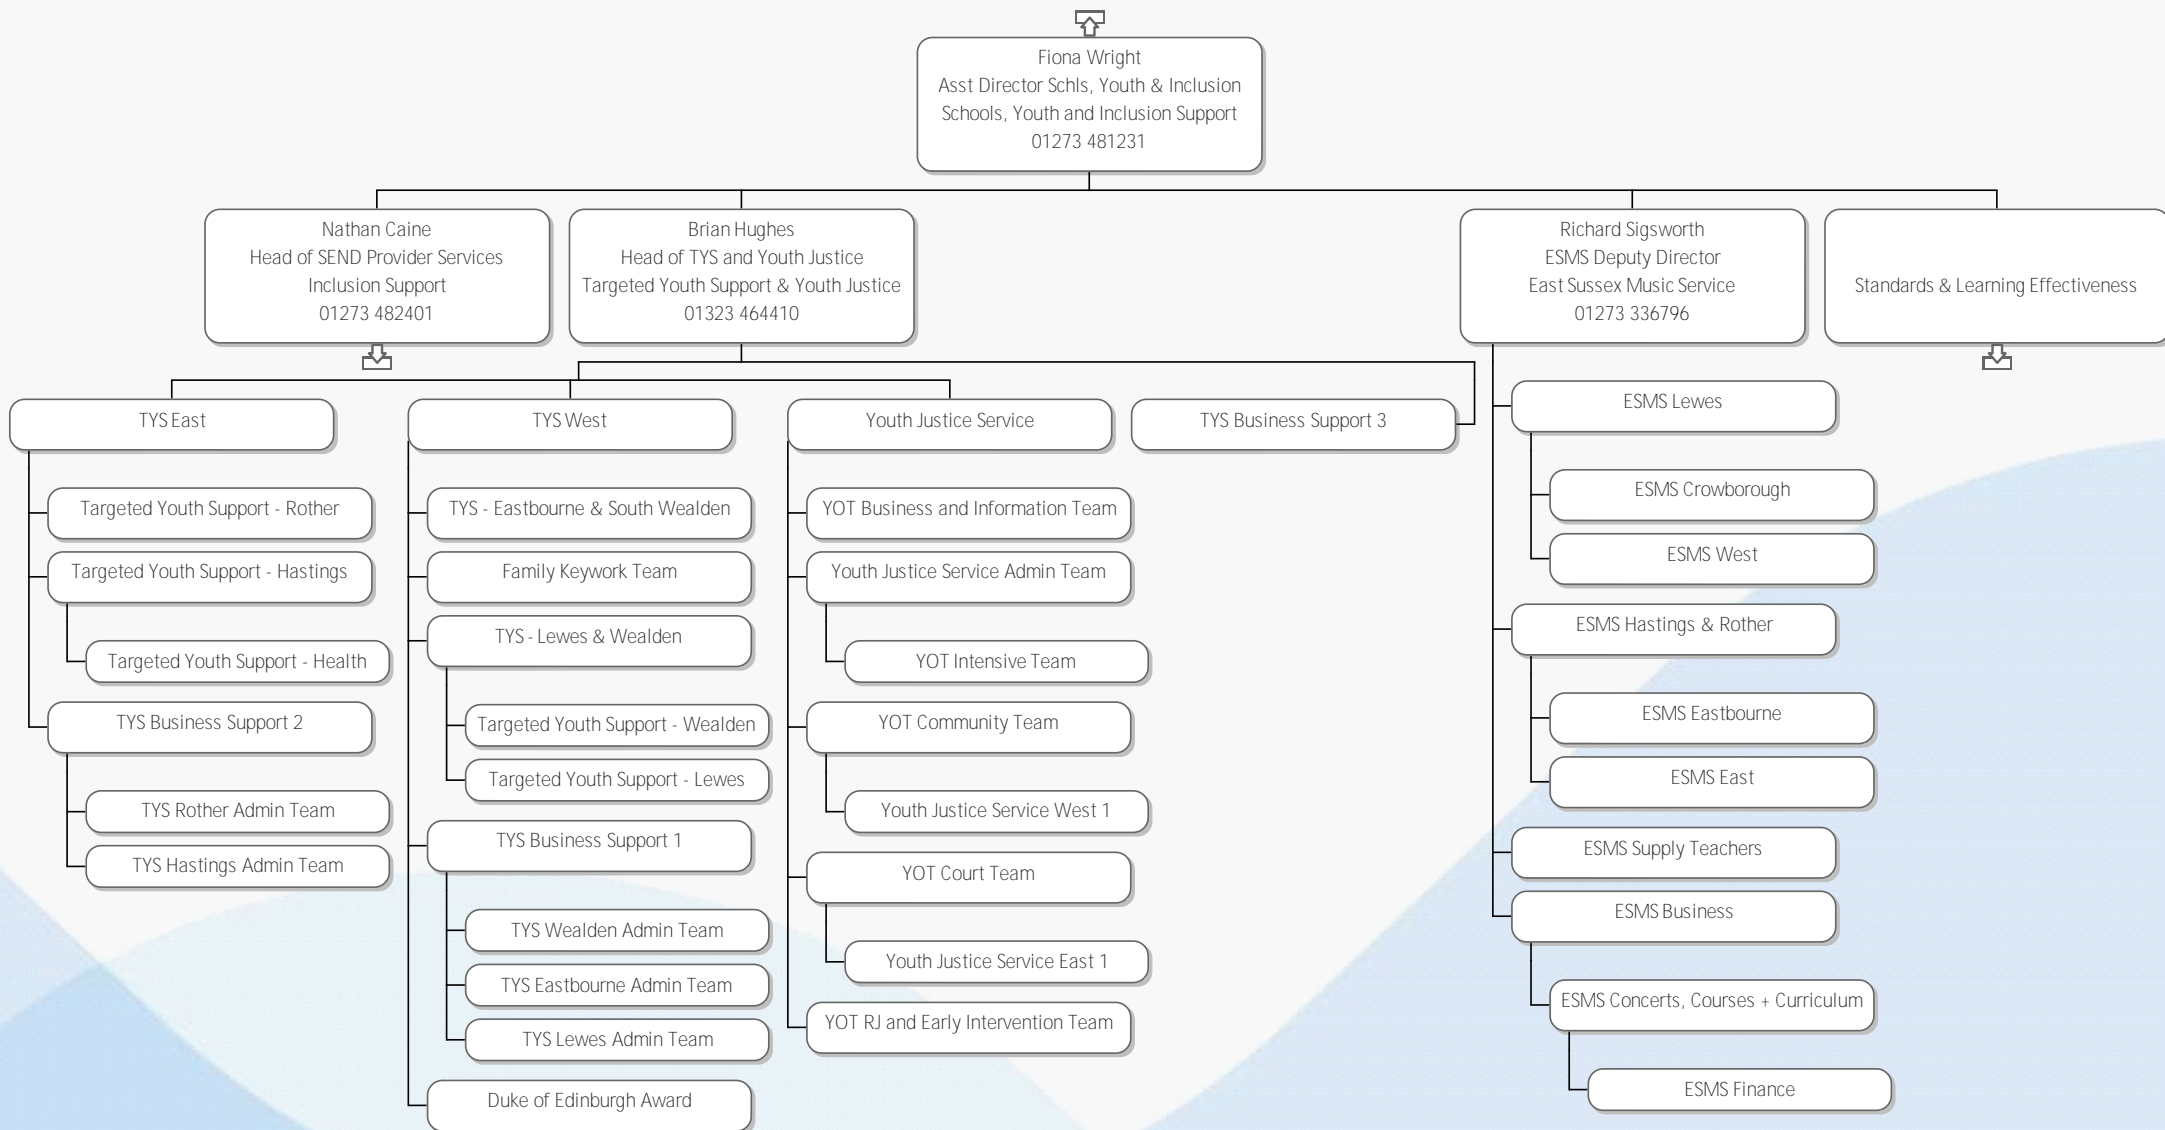 Fiona Wright
Asst Director Schls, Youth & Inclusion
Schools, Youth and Inclusion Support
01273 481231
Nathan Caine
Head of SEND Provider Services
Inclusion Support
01273 482401
Brian Hughes
Head of TYS and Youth Justice
Targeted Youth Support & Youth Justice
01323 464410
Richard Sigsworth
ESMS Deputy Director
East Sussex Music Service
01273 336796
Standards & Learning Effectiveness
TYS East
Targeted Youth Support - Rother
Targeted Youth Support - Hastings
Targeted Youth Support - Health
TYS Business Support 2
TYS Rother Admin Team
TYS Hastings Admin Team
TYS West
TYS - Eastbourne & South Wealden
Family Keywork Team
TYS - Lewes & Wealden
Targeted Youth Support - Wealden
Targeted Youth Support - Lewes
TYS Business Support 1
TYS Wealden Admin Team
TYS Eastbourne Admin Team
TYS Lewes Admin Team
Duke of Edinburgh Award
Youth Justice Service
YOT Business and Information Team
Youth Justice Service Admin Team
YOT Intensive Team
YOT Community Team
Youth Justice Service West 1
YOT Court Team
Youth Justice Service East 1
YOT RJ and Early Intervention Team
TYS Business Support 3
ESMS Lewes
ESMS Crowborough
ESMS West
ESMS Hastings & Rother
ESMS Eastbourne
ESMS East
ESMS Supply Teachers
ESMS Business
ESMS Concerts, Courses + Curriculum
ESMS Finance